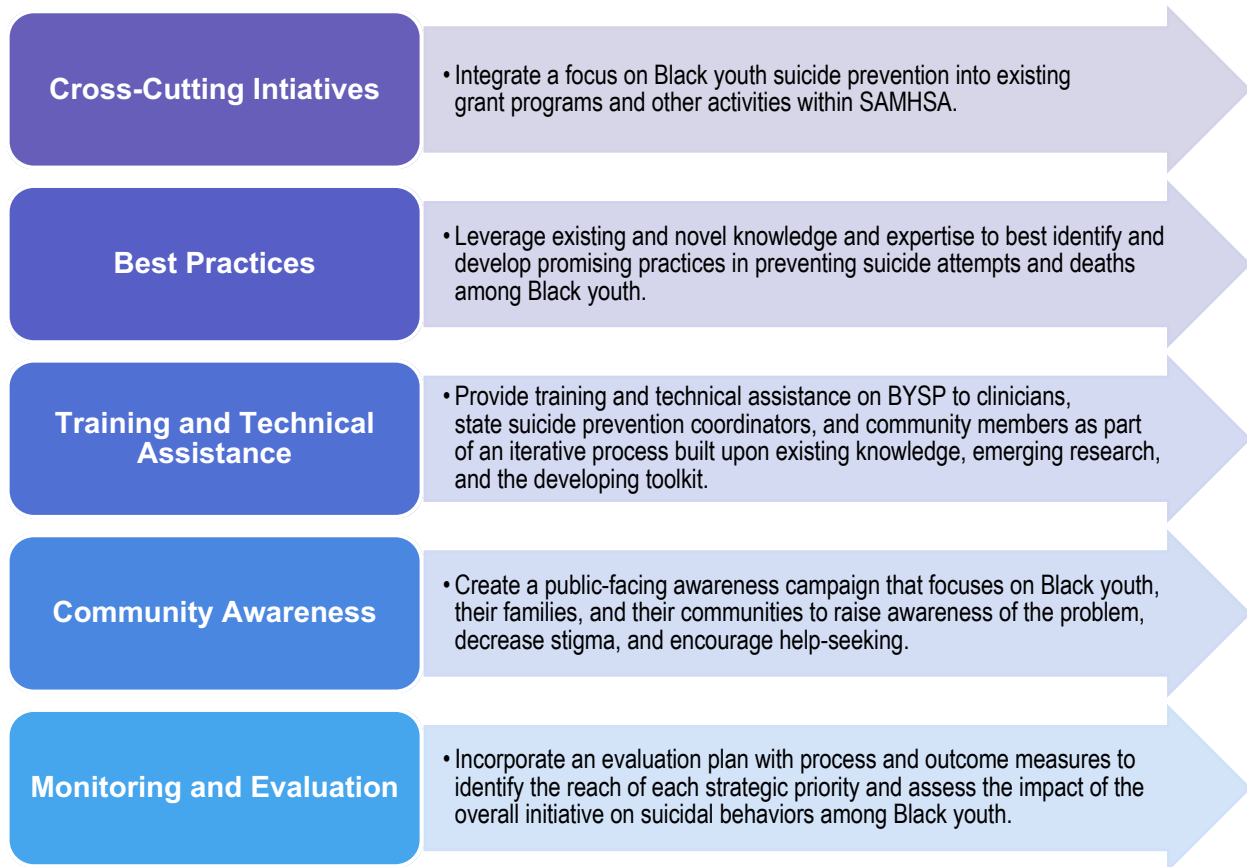 Cross-Cutting Intiatives
• Integrate a focus on Black youth suicide prevention into existing
grant programs and other activities within SAMHSA.
Best Practices
• Leverage existing and novel knowledge and expertise to best identify and
develop promising practices in preventing suicide attempts and deaths
among Black youth.
Training and Technical
Assistance
• Provide training and technical assistance on BYSP to clinicians,
state suicide prevention coordinators, and community members as part
of an iterative process built upon existing knowledge, emerging research,
and the developing toolkit.
Community Awareness
• Create a public-facing awareness campaign that focuses on Black youth,
their families, and their communities to raise awareness of the problem,
decrease stigma, and encourage help-seeking.
Monitoring and Evaluation
• Incorporate an evaluation plan with process and outcome measures to
identify the reach of each strategic priority and assess the impact of the
overall initiative on suicidal behaviors among Black youth.